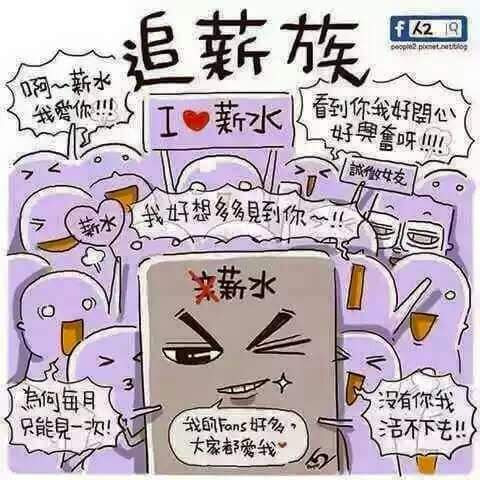 追薪族
f 人2 19
people2.pixnet.net/blog
啊～薪水
我愛你!!!
I ❤ 薪水
看到你我好開心
好興奮呀!!!!
誠徵女友
薪水
我好想多多見到你～!!
薪水
為何每月
只能見一次!
我的Fans好多，
大家都愛我❤
沒有你我
活不下去!!